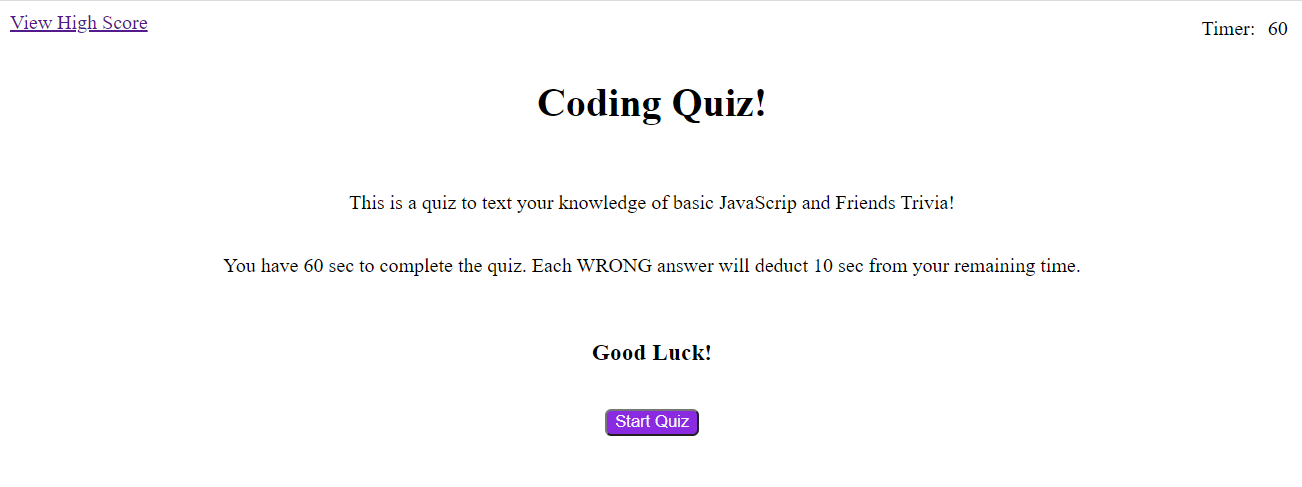 View High Score
Timer: 60
Coding Quiz!
This is a quiz to text your knowledge of basic JavaScrip and Friends Trivia!
You have 60 sec to complete the quiz. Each WRONG answer will deduct 10 sec from your remaining time.
Good Luck!
Start Quiz